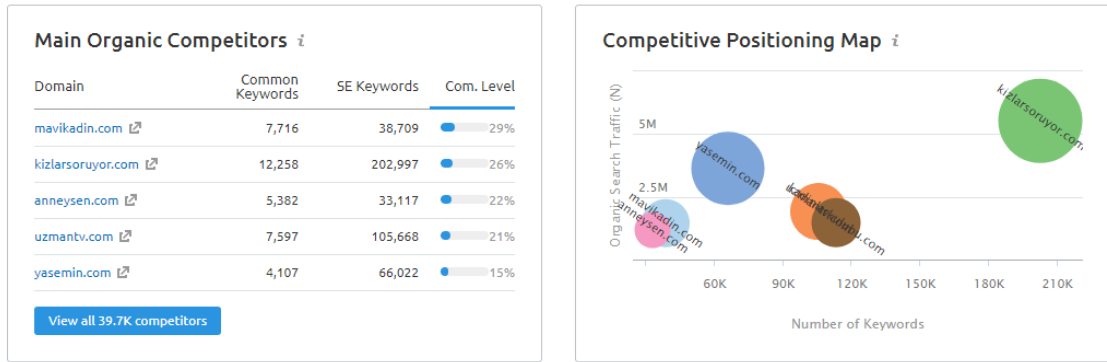 Main Organic Competitors i
Domain
Common
Keywords
SE Keywords
Com. Level
mavikadin.com 7,716 38,709 29%
kizlarsoruyor.com 12,258 202,997 26%
anneysen.com 5,382 33,117 22%
uzmantv.com 7,597 105,668 21%
yasemin.com 4,107 66,022 15%
View all 39.7K competitors
Competitive Positioning Map i
Organic Search Traffic (N)
5M
2.5M
kizlarsoruyor.com
yasemin.com
mavikadin.com
anneysen.com
60K 90K 120K 150K 180K 210K
Number of Keywords